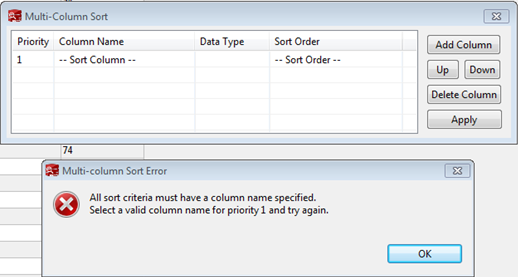 Multi-Column Sort
Priority Column Name Data Type Sort Order
1 -- Sort Column -- -- Sort Order --
Add Column
Up Down
Delete Column
Apply
74
Multi-column Sort Error
All sort criteria must have a column name specified.
Select a valid column name for priority 1 and try again.
OK